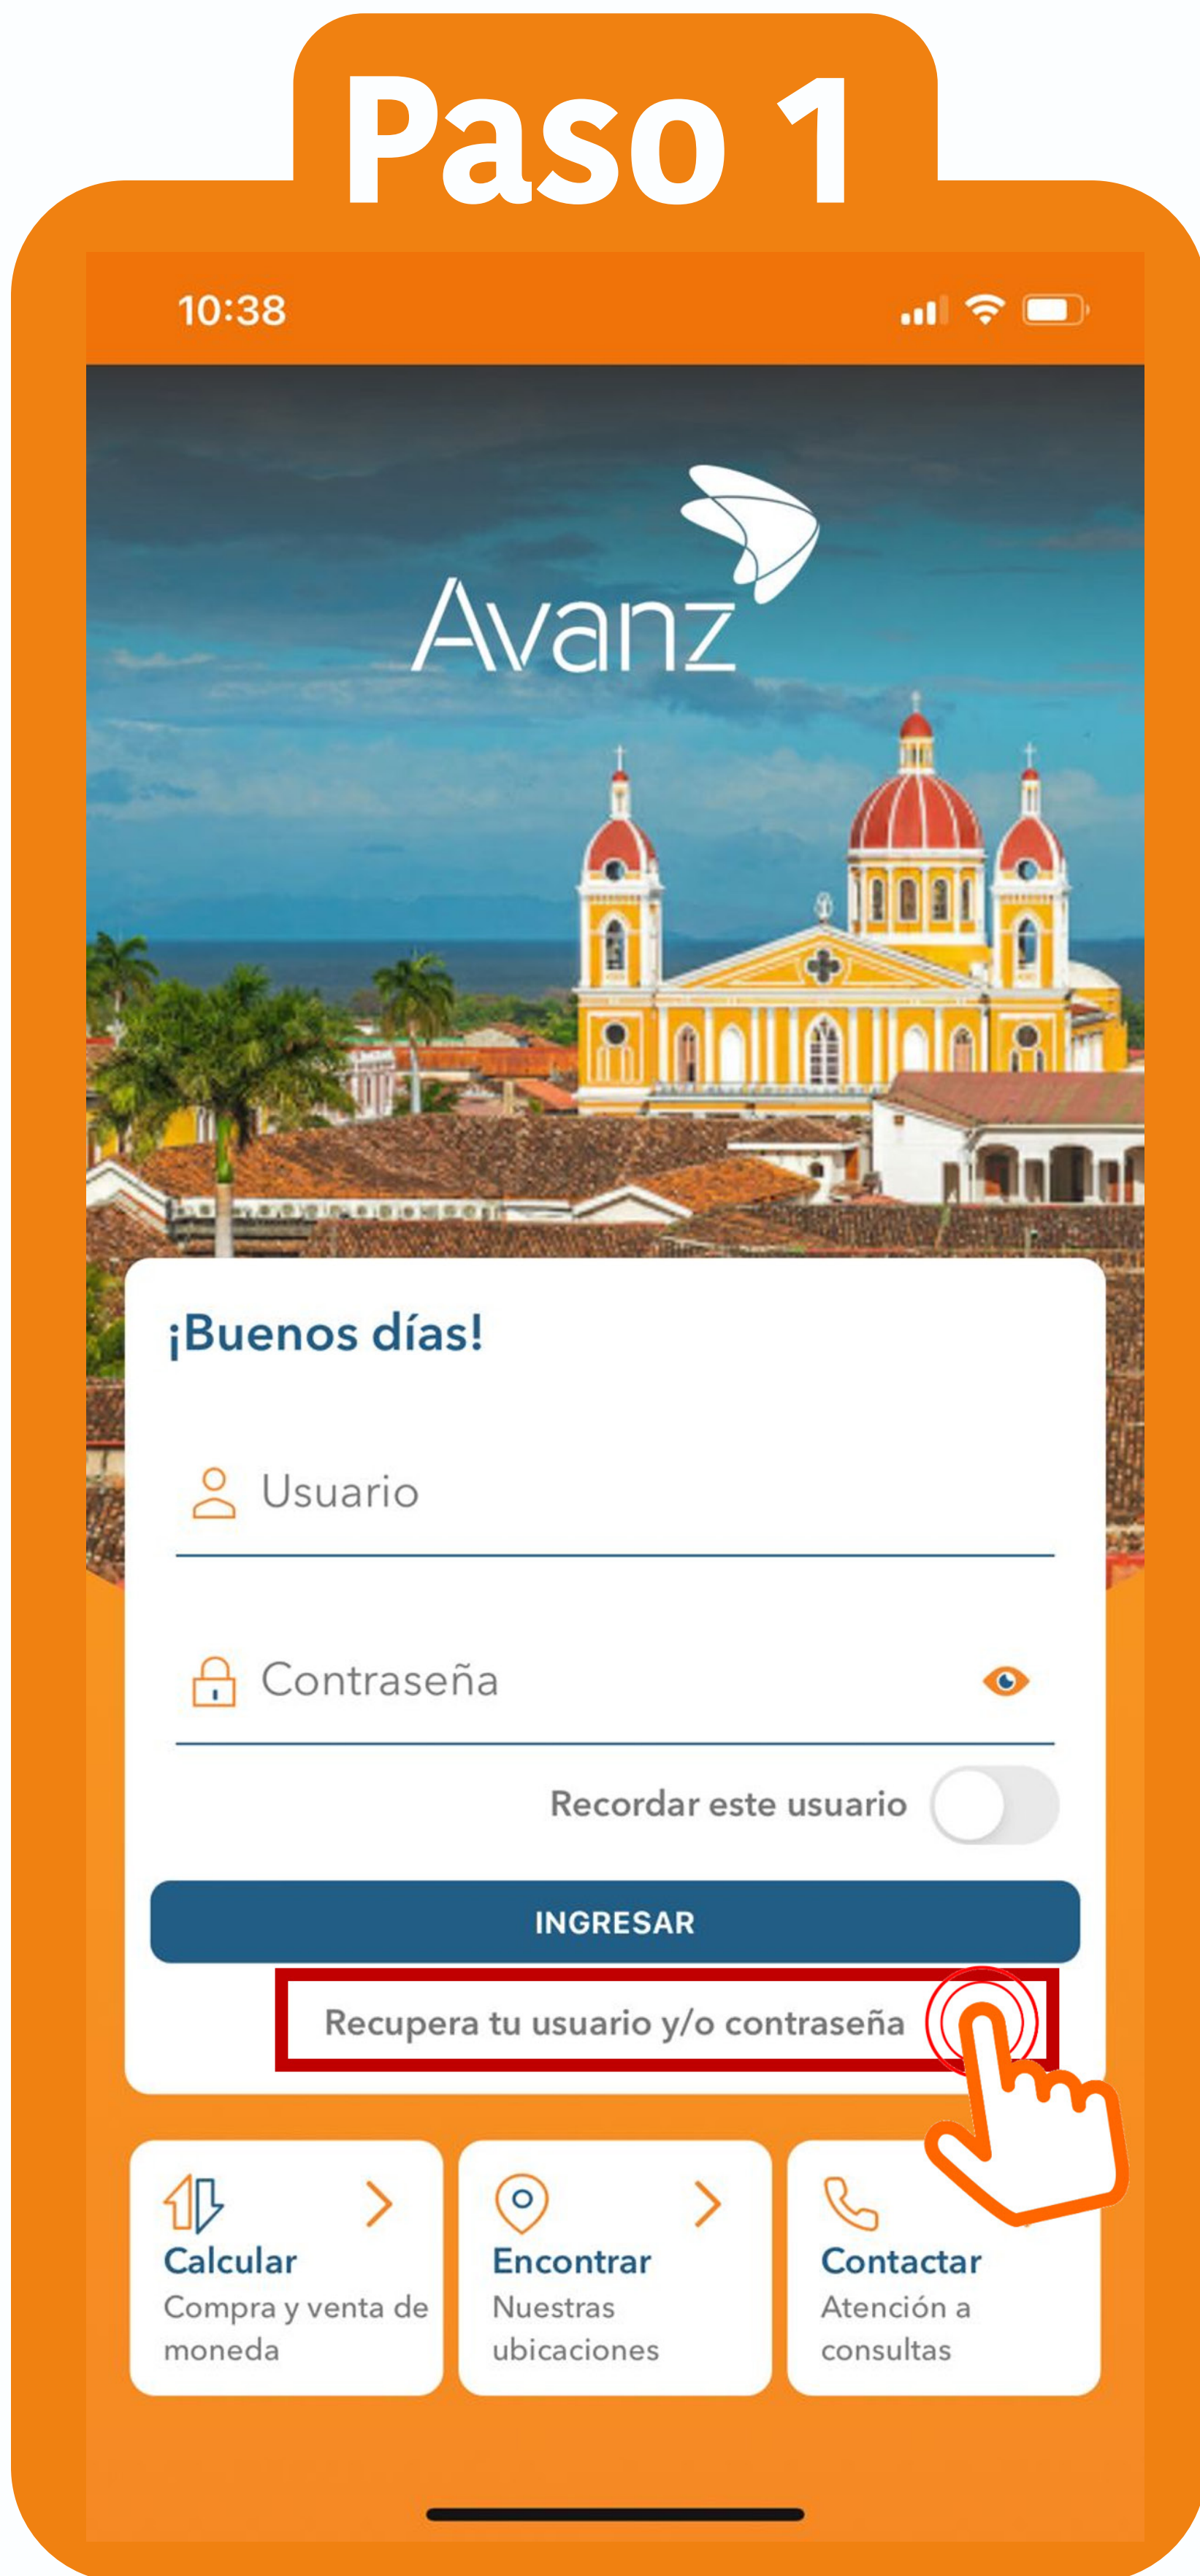 Paso 1
10:38
Avanz
¡Buenos días!
Usuario
Contraseña
Recordar este usuario
INGRESAR
Recupera tu usuario y/o contraseña
Calcular
Compra y venta de
moneda
Encontrar
Nuestras
ubicaciones
Contactar
Atención a
consultas